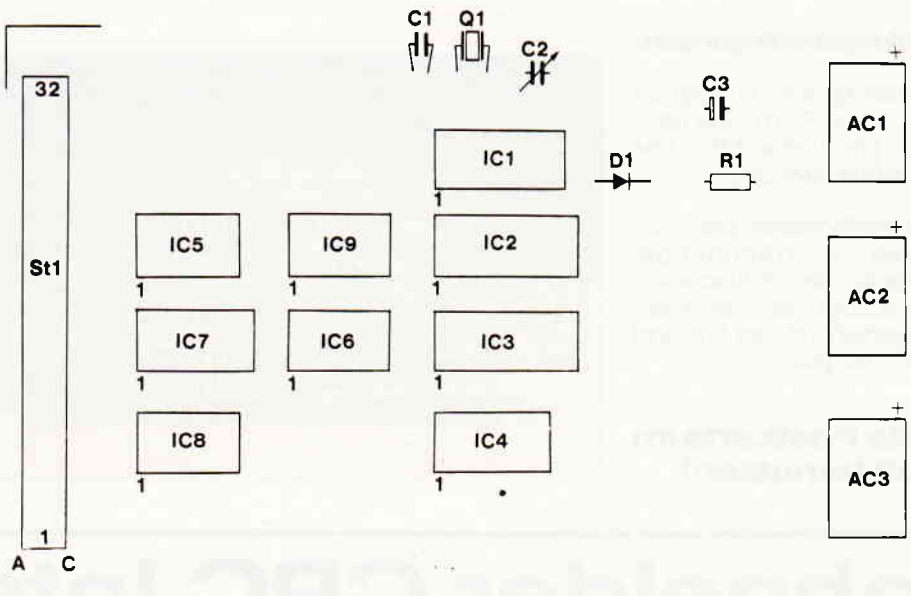 C1 Q1
C2
32
C3
AC1
+
IC1
D1 R1
1
St1
IC5 IC9 IC2
+
AC2
1 1 1
IC7 IC6 IC3
1 1 1
+
IC8 IC4
AC3
1 1
1
A C